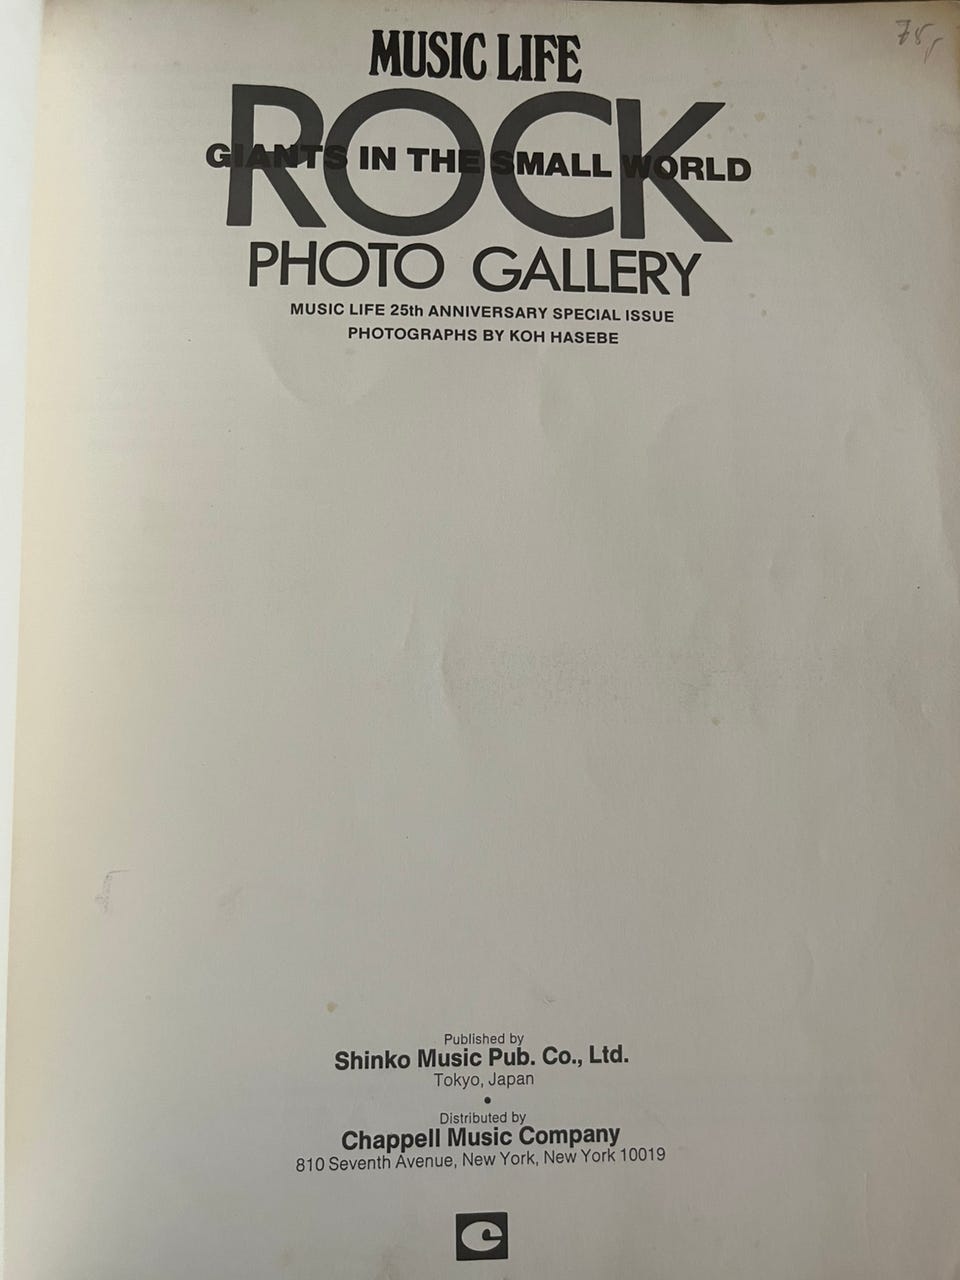 MUSIC LIFE
ROCK
GIANTS IN THE SMALL WORLD
PHOTO GALLERY
MUSIC LIFE 25th ANNIVERSARY SPECIAL ISSUE
PHOTOGRAPHS BY KOH HASEBE
Published by
Shinko Music Pub. Co., Ltd.
Tokyo, Japan
•
Distributed by
Chappell Music Company
810 Seventh Avenue, New York, New York 10019